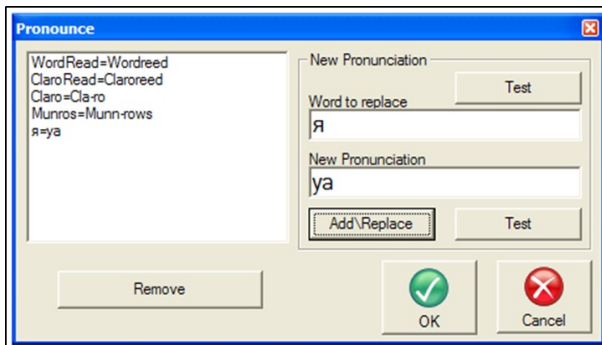 Pronounce
WordRead=Wordreed
ClaroRead=Claroreed
Claro=Cla-ro
Munros=Munn-rows
я=ya
New Pronunciation
Test
Word to replace
я
New Pronunciation
ya
Add\Replace
Test
Remove
OK
Cancel